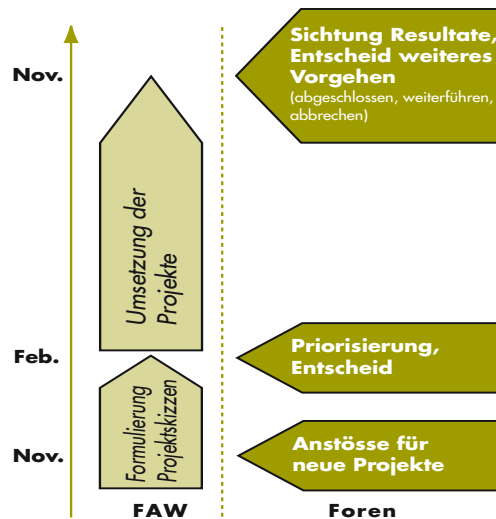 Nov.
Sichtung Resultate,
Entscheid weiteres
Vorgehen
(abgeschlossen, weiterführen,
abbrechen)
Umsetzung der
Projekte
Feb.
Priorisierung,
Entscheid
Formulierung
Projektskizzen
Nov.
Anstösse für
neue Projekte
FAW
Foren